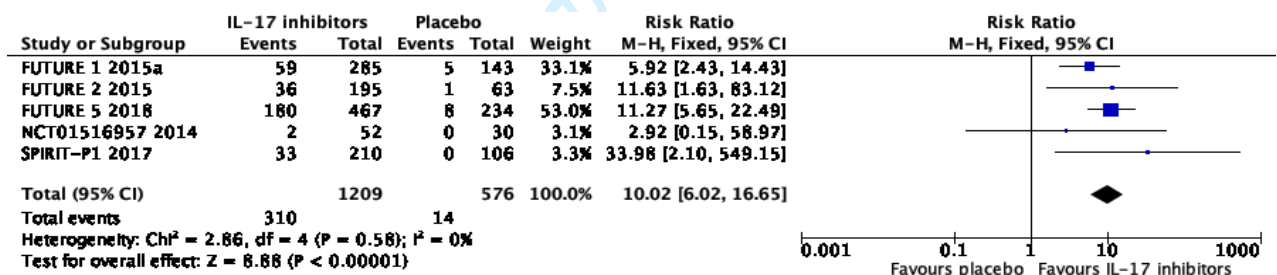 IL-17 inhibitors Placebo Risk Ratio Risk Ratio
Study or Subgroup Events Total Events Total Weight M-H, Fixed, 95% CI M-H, Fixed, 95% CI
FUTURE 1 2015a 59 285 5 143 33.1% 5.92 [2.43, 14.43]
FUTURE 2 2015 36 195 1 63 7.5% 11.63 [1.63, 83.12]
FUTURE 5 2018 180 467 8 234 53.0% 11.27 [5.65, 22.49]
NCT01516957 2014 2 52 0 30 3.1% 2.92 [0.15, 58.97]
SPIRIT-P1 2017 33 210 0 106 3.3% 33.98 [2.10, 549.15]
Total (95% CI) 1209 576 100.0% 10.02 [6.02, 16.65]
Total events 310 14
Heterogeneity: Chi² = 2.86, df = 4 (P = 0.58); I² = 0%
Test for overall effect: Z = 8.88 (P < 0.00001)
0.001 0.1 1 10 1000
Favours placebo Favours IL-17 inhibitors